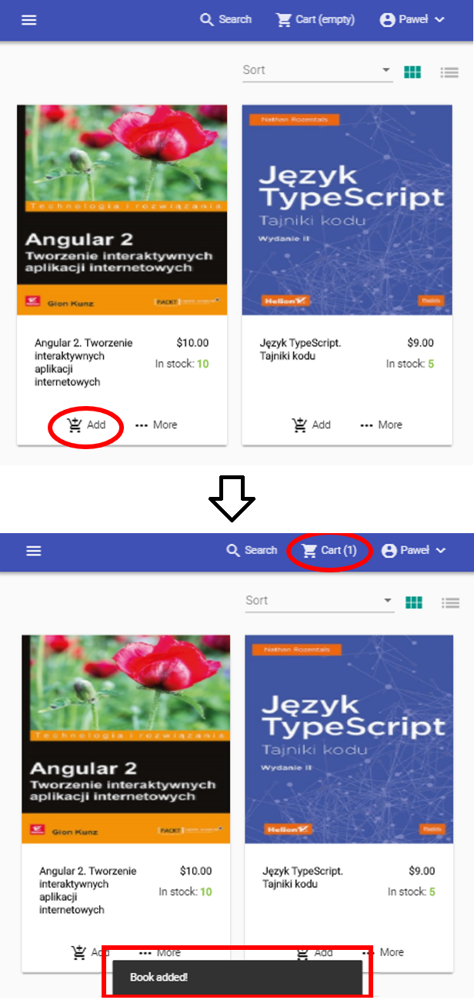 Search
Cart (empty)
Paweł
Sort
Technologia i rozwiązania
Angular 2
Tworzenie interaktywnych
aplikacji internetowych
Gion Kunz
PACKT
Nathan Rozentals
Język
TypeScript
Tajniki kodu
Wydanie II
Helion
Angular 2. Tworzenie
interaktywnych
aplikacji
internetowych
$10.00
In stock: 10
Add
More
Język TypeScript.
Tajniki kodu
$9.00
In stock: 5
Add
More
Search
Cart (1)
Paweł
Sort
Technologia i rozwiązania
Angular 2
Tworzenie interaktywnych
aplikacji internetowych
Gion Kunz
PACKT
Nathan Rozentals
Język
TypeScript
Tajniki kodu
Wydanie II
Helion
Angular 2. Tworzenie
interaktywnych
aplikacji
internetowych
$10.00
In stock: 10
Add
More
Język TypeScript.
Tajniki kodu
$9.00
In stock: 5
Add
More
Book added!